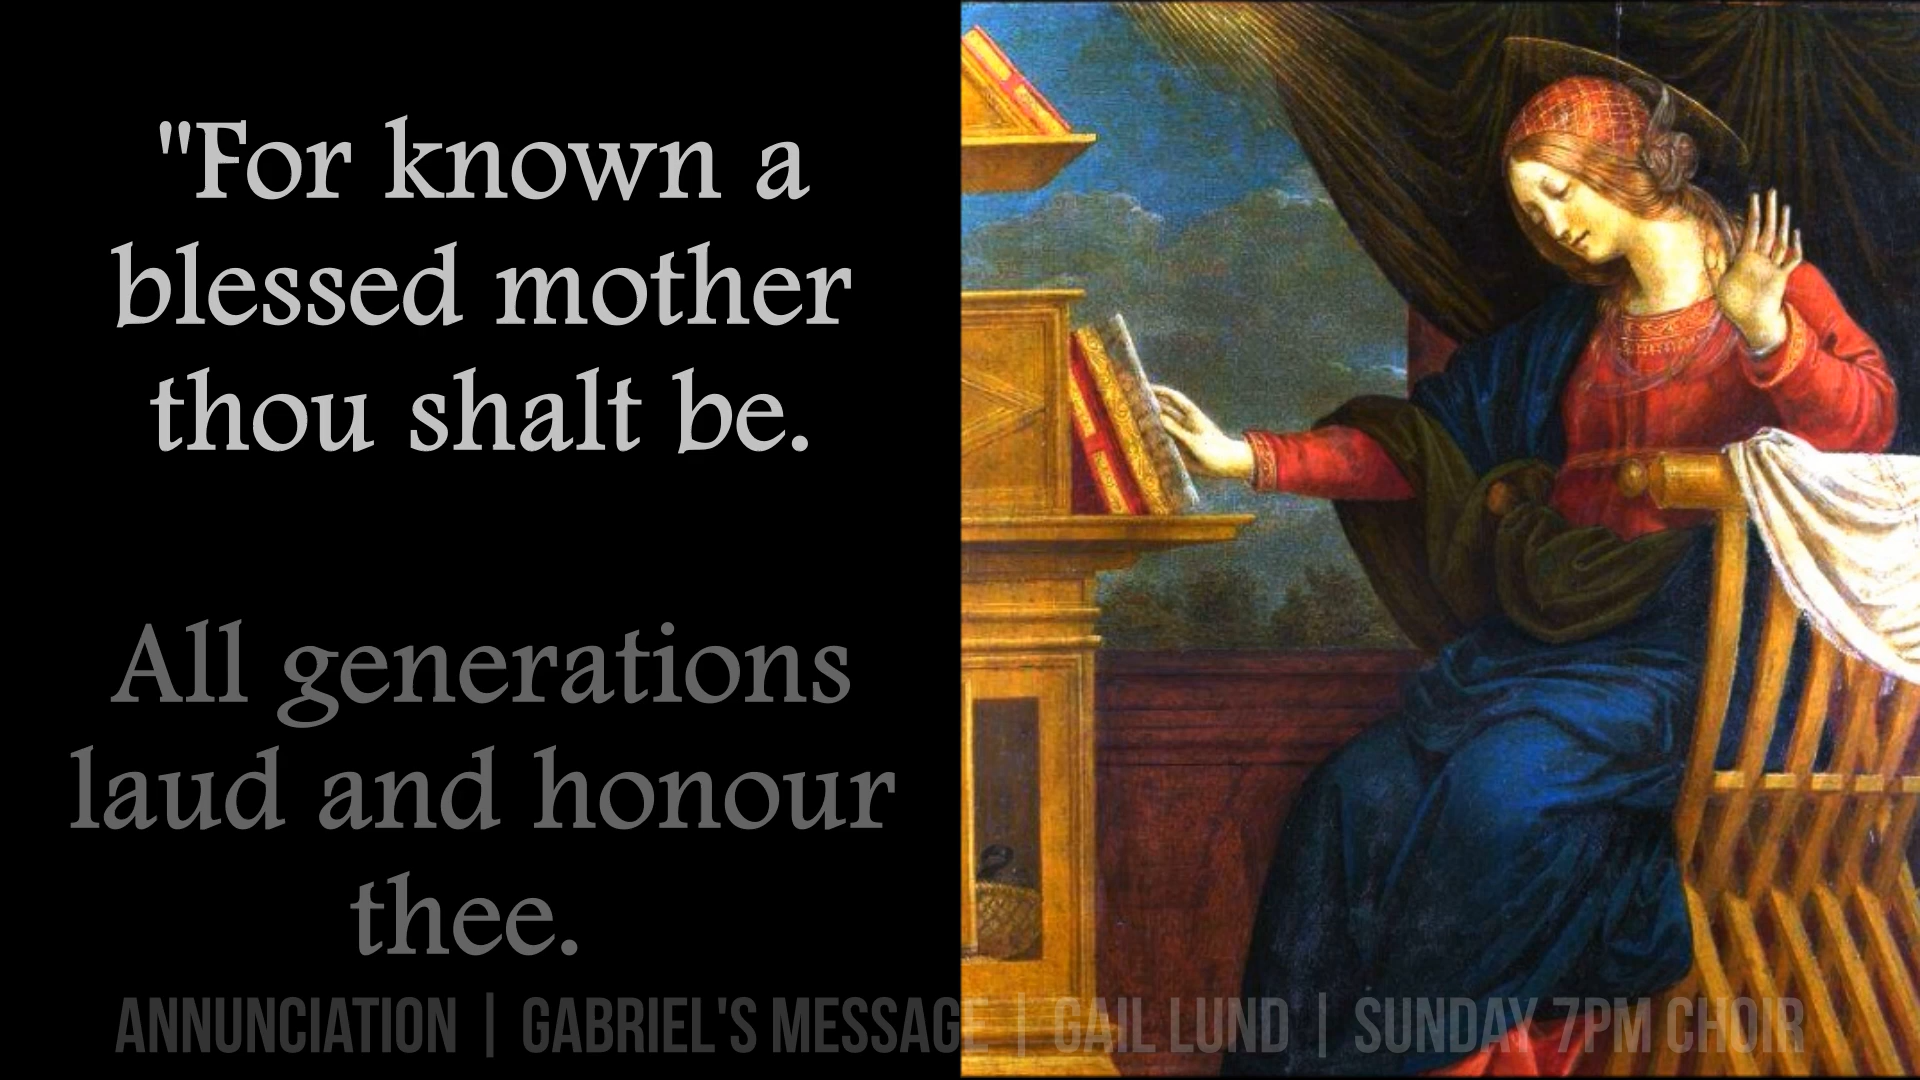 "For known a
blessed mother
thou shalt be.
All generations
laud and honour
thee.
ANNUNCIATION | GABRIEL'S MESSAGE | GAIL LUND | SUNDAY 7PM CHOIR